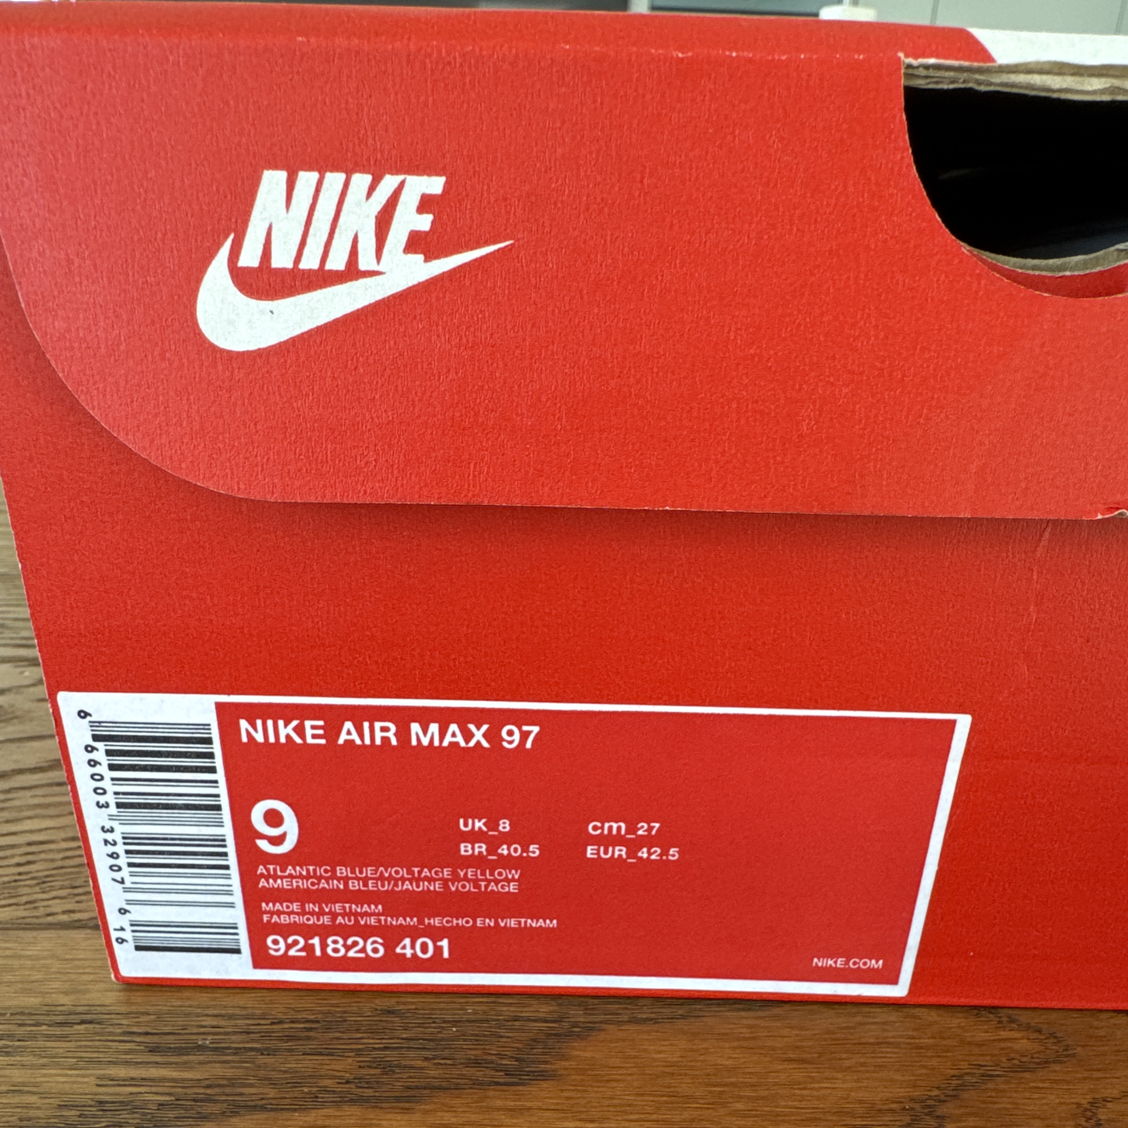 NIKE
NIKE AIR MAX 97
9
UK_8 cm_27
BR_40.5 EUR_42.5
ATLANTIC BLUE/VOLTAGE YELLOW
AMERICAIN BLEU/JAUNE VOLTAGE
MADE IN VIETNAM
FABRIQUE AU VIETNAM_HECHO EN VIETNAM
921826 401
NIKE.COM
6 66003 32907 6 16